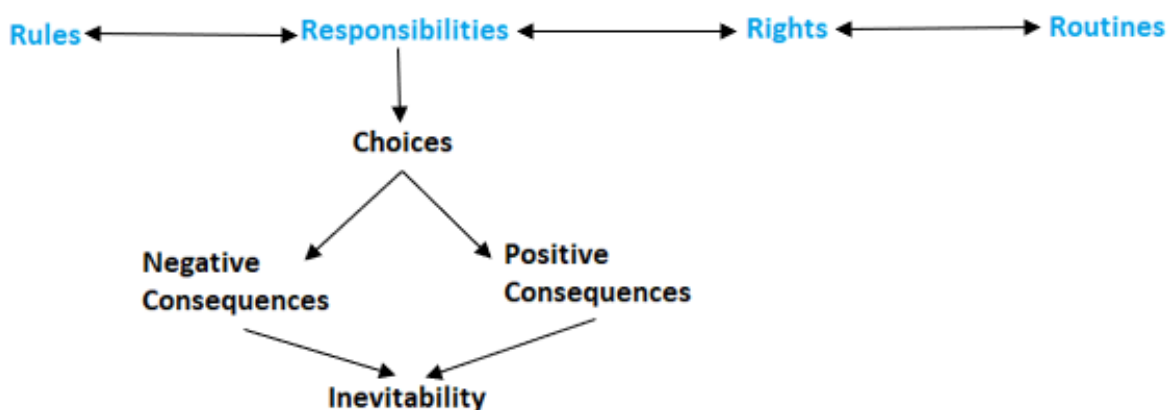 Rules Responsibilities Rights Routines
Choices
Negative
Consequences
Positive
Consequences
Inevitability